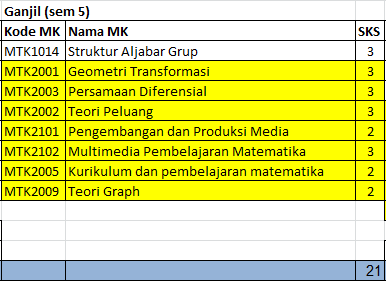 Ganjil (sem 5)
Kode MK Nama MK SKS
MTK1014 Struktur Aljabar Grup 3
MTK2001 Geometri Transformasi 3
MTK2003 Persamaan Diferensial 3
MTK2002 Teori Peluang 3
MTK2101 Pengembangan dan Produksi Media 2
MTK2102 Multimedia Pembelajaran Matematika 3
MTK2005 Kurikulum dan pembelajaran matematika 2
MTK2009 Teori Graph 2
21